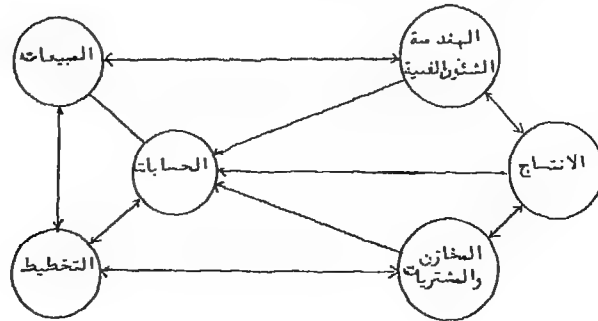 المبيعات
الهندسة
الشئون الفنية
الحسابات
الانتاج
التخطيط
المخازن
والمشتريات